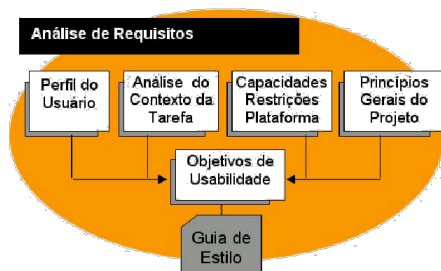 Análise de Requisitos
Perfil do
Usuário
Análise do
Contexto da
Tarefa
Capacidades
Restrições
Plataforma
Princípios
Gerais do
Projeto
Objetivos de
Usabilidade
Guia de
Estilo